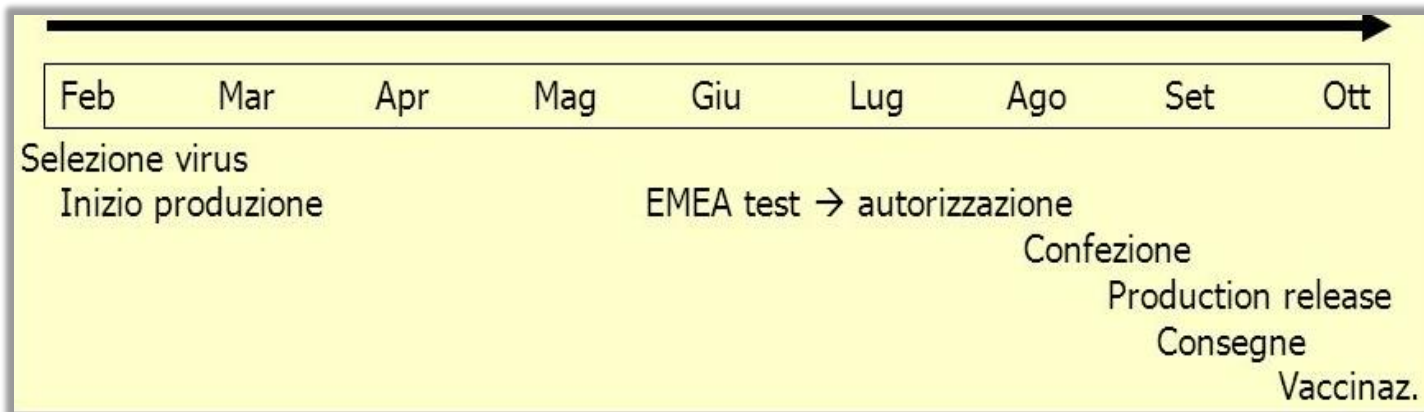 Feb Mar Apr Mag Giu Lug Ago Set Ott
Selezione virus
Inizio produzione EMEA test → autorizzazione
Confezione
Production release
Consegne
Vaccinaz.